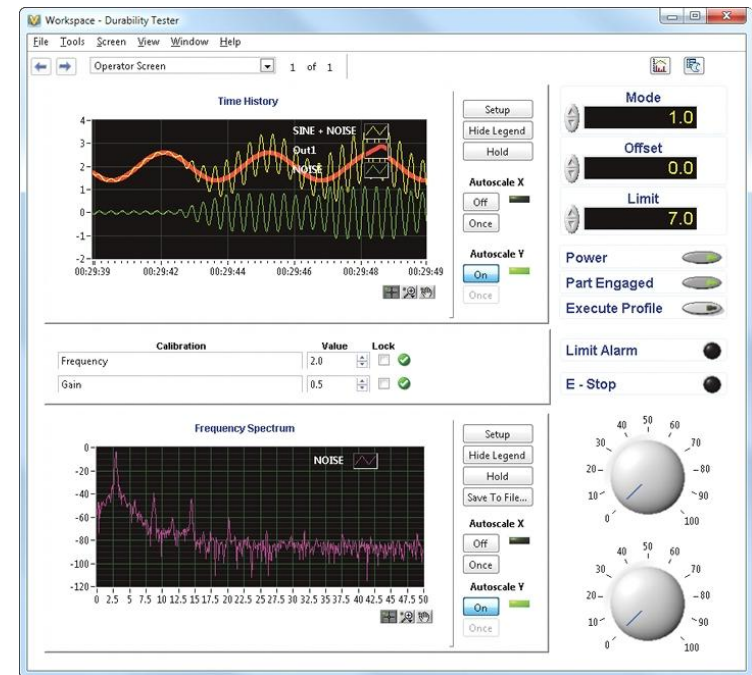 Workspace - Durability Tester
File Tools Screen View Window Help
Operator Screen 1 of 1
Time History
4
3
2
1
0
-1
-2
00:29:39 00:29:42 00:29:44 00:29:46 00:29:48 00:29:49
SINE + NOISE
Out1
NOISE
Setup
Hide Legend
Hold
Autoscale X
Off
Once
Autoscale Y
On
Once
Mode
1.0
Offset
0.0
Limit
7.0
Power
Part Engaged
Execute Profile
Limit Alarm
E - Stop
Calibration Value Lock
Frequency 2.0
Gain 0.5
Frequency Spectrum
0
-20
-40
-60
-80
-100
-120
0 2.5 5 7.5 10 12.5 15 17.5 20 22.5 25 27.5 30 32.5 35 37.5 40 42.5 45 47.5 50
NOISE
Setup
Hide Legend
Hold
Save To File...
Autoscale X
Off
Once
Autoscale Y
On
Once
0 10 20 30 40 50 60 70 80 90 100
0 10 20 30 40 50 60 70 80 90 100